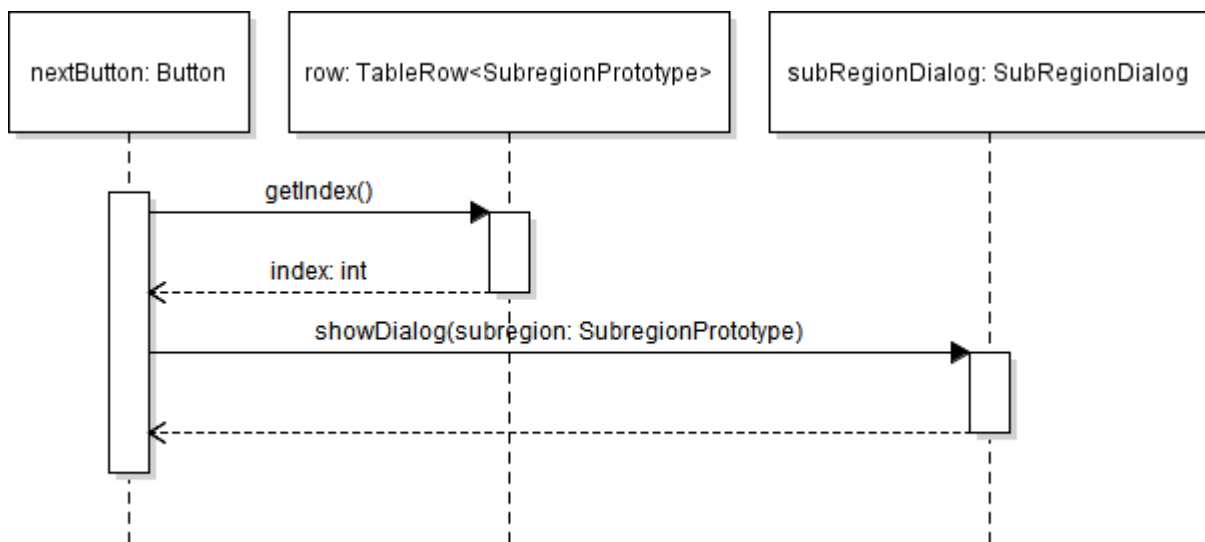 nextButton: Button
row: TableRow<SubregionPrototype>
subRegionDialog: SubRegionDialog
getIndex()
index: int
showDialog(subregion: SubregionPrototype)